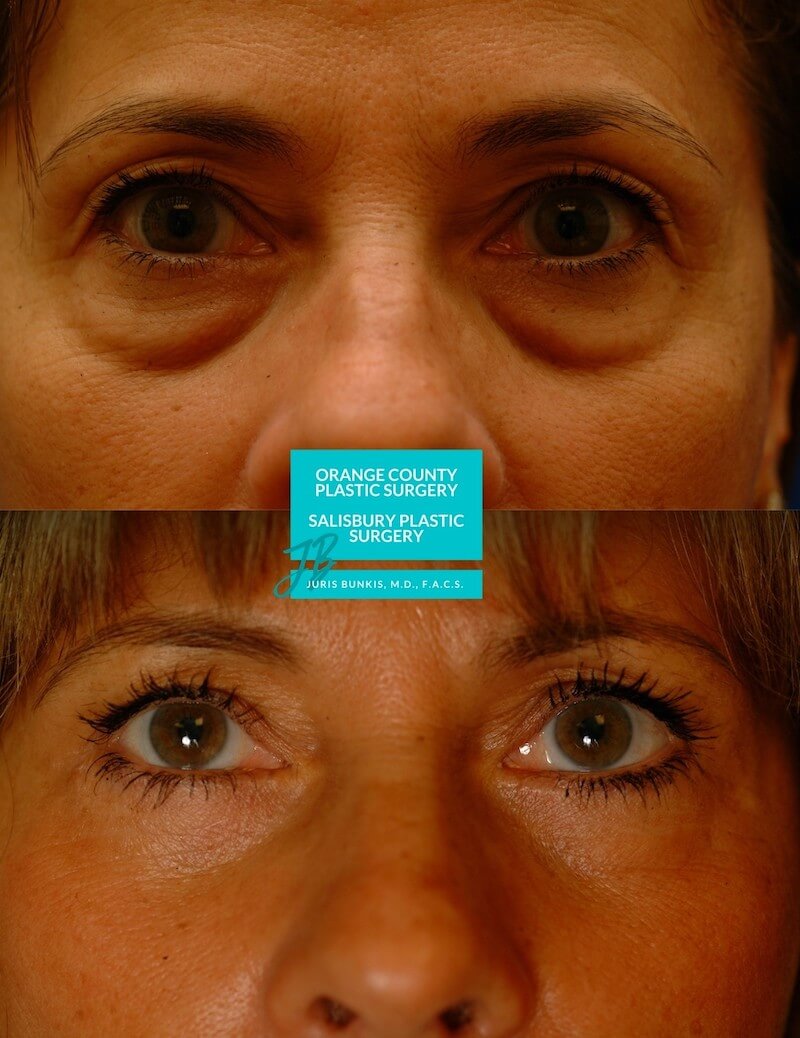 ORANGE COUNTY
PLASTIC SURGERY
SALISBURY PLASTIC
SURGERY
JB
JURIS BUNKIS, M.D., F.A.C.S.